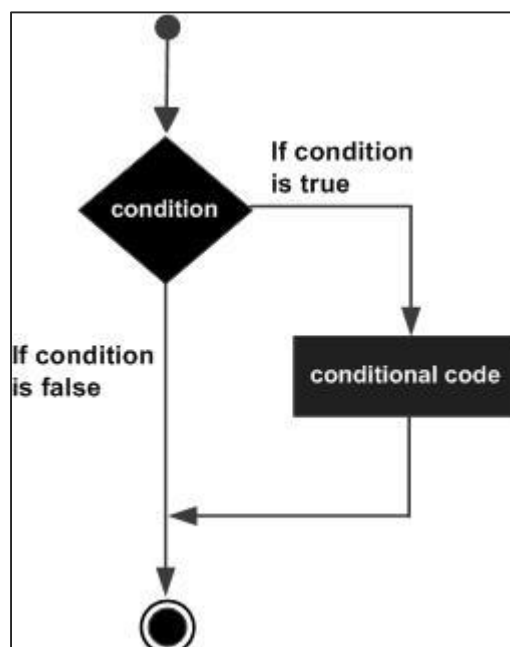 If condition
is true
condition
If condition
is false
conditional code